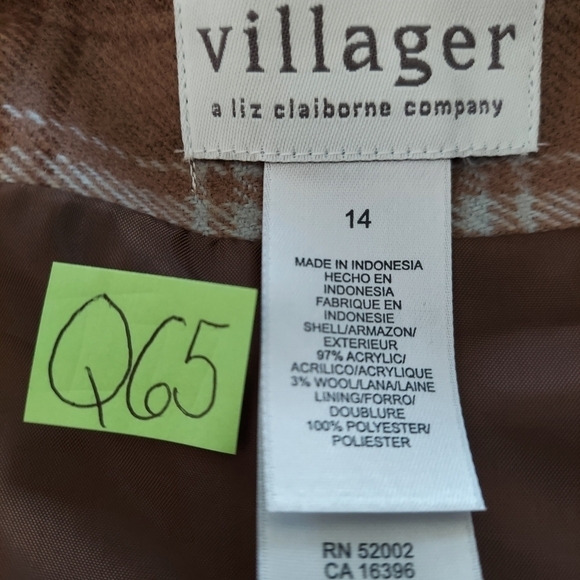 villager
a liz claiborne company
14
MADE IN INDONESIA
HECHO EN
INDONESIA
FABRIQUE EN
INDONESIE
SHELL/ARMAZON/
EXTERIEUR
97% ACRYLIC/
ACRILICO/ACRYLIQUE
3% WOOL/LANA/LAINE
LINING/FORRO/
DOUBLURE
100% POLYESTER/
POLIESTER
RN 52002
CA 16396
Q65